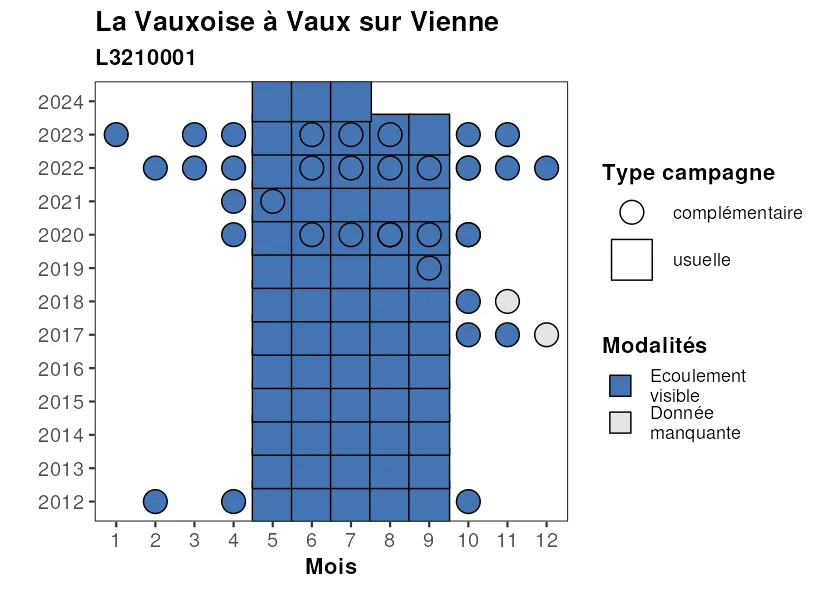 La Vauxoise à Vaux sur Vienne
L3210001
2024
2023
2022
2021
2020
2019
2018
2017
2016
2015
2014
2013
2012
1 2 3 4 5 6 7 8 9 10 11 12
Mois
Type campagne
complémentaire
usuelle
Modalités
Ecoulement
visible
Donnée
manquante